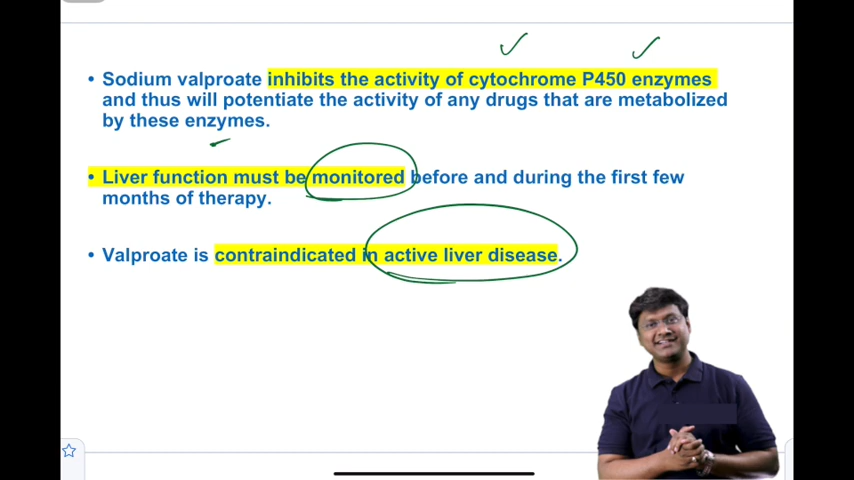 • Sodium valproate inhibits the activity of cytochrome P450 enzymes
and thus will potentiate the activity of any drugs that are metabolized
by these enzymes.
• Liver function must be monitored before and during the first few
months of therapy.
• Valproate is contraindicated in active liver disease.